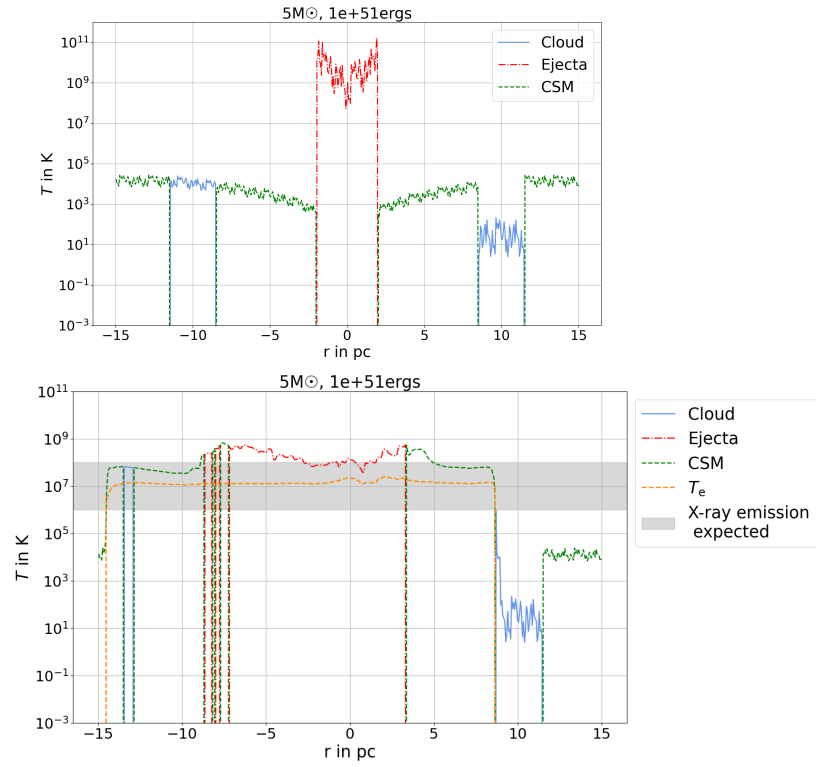 5M☉, 1e+51ergs
T in K
10¹¹
10⁹
10⁷
10⁵
10³
10¹
10⁻¹
10⁻³
Cloud
Ejecta
CSM
−15 −10 −5 0 5 10 15
r in pc
5M☉, 1e+51ergs
T in K
10¹¹
10⁹
10⁷
10⁵
10³
10¹
10⁻¹
10⁻³
−15 −10 −5 0 5 10 15
r in pc
Cloud
Ejecta
CSM
Tₑ
X-ray emission
expected